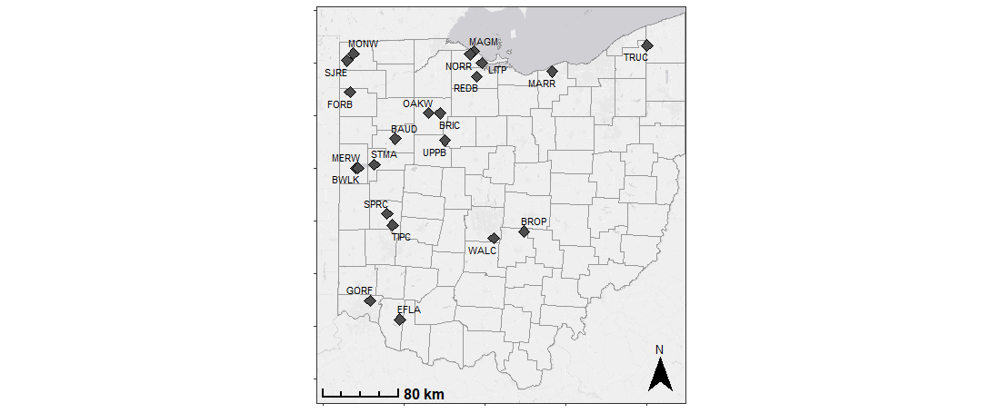 MONW
MAGM
TRUC
NORR
LITP
SJRE
MARR
REDB
FORB
OAKW
BRIC
BAUD
UPPB
STMA
MERW
BWLK
SPRC
BROP
TIPC
WALC
GORF
EFLA
N
80 km